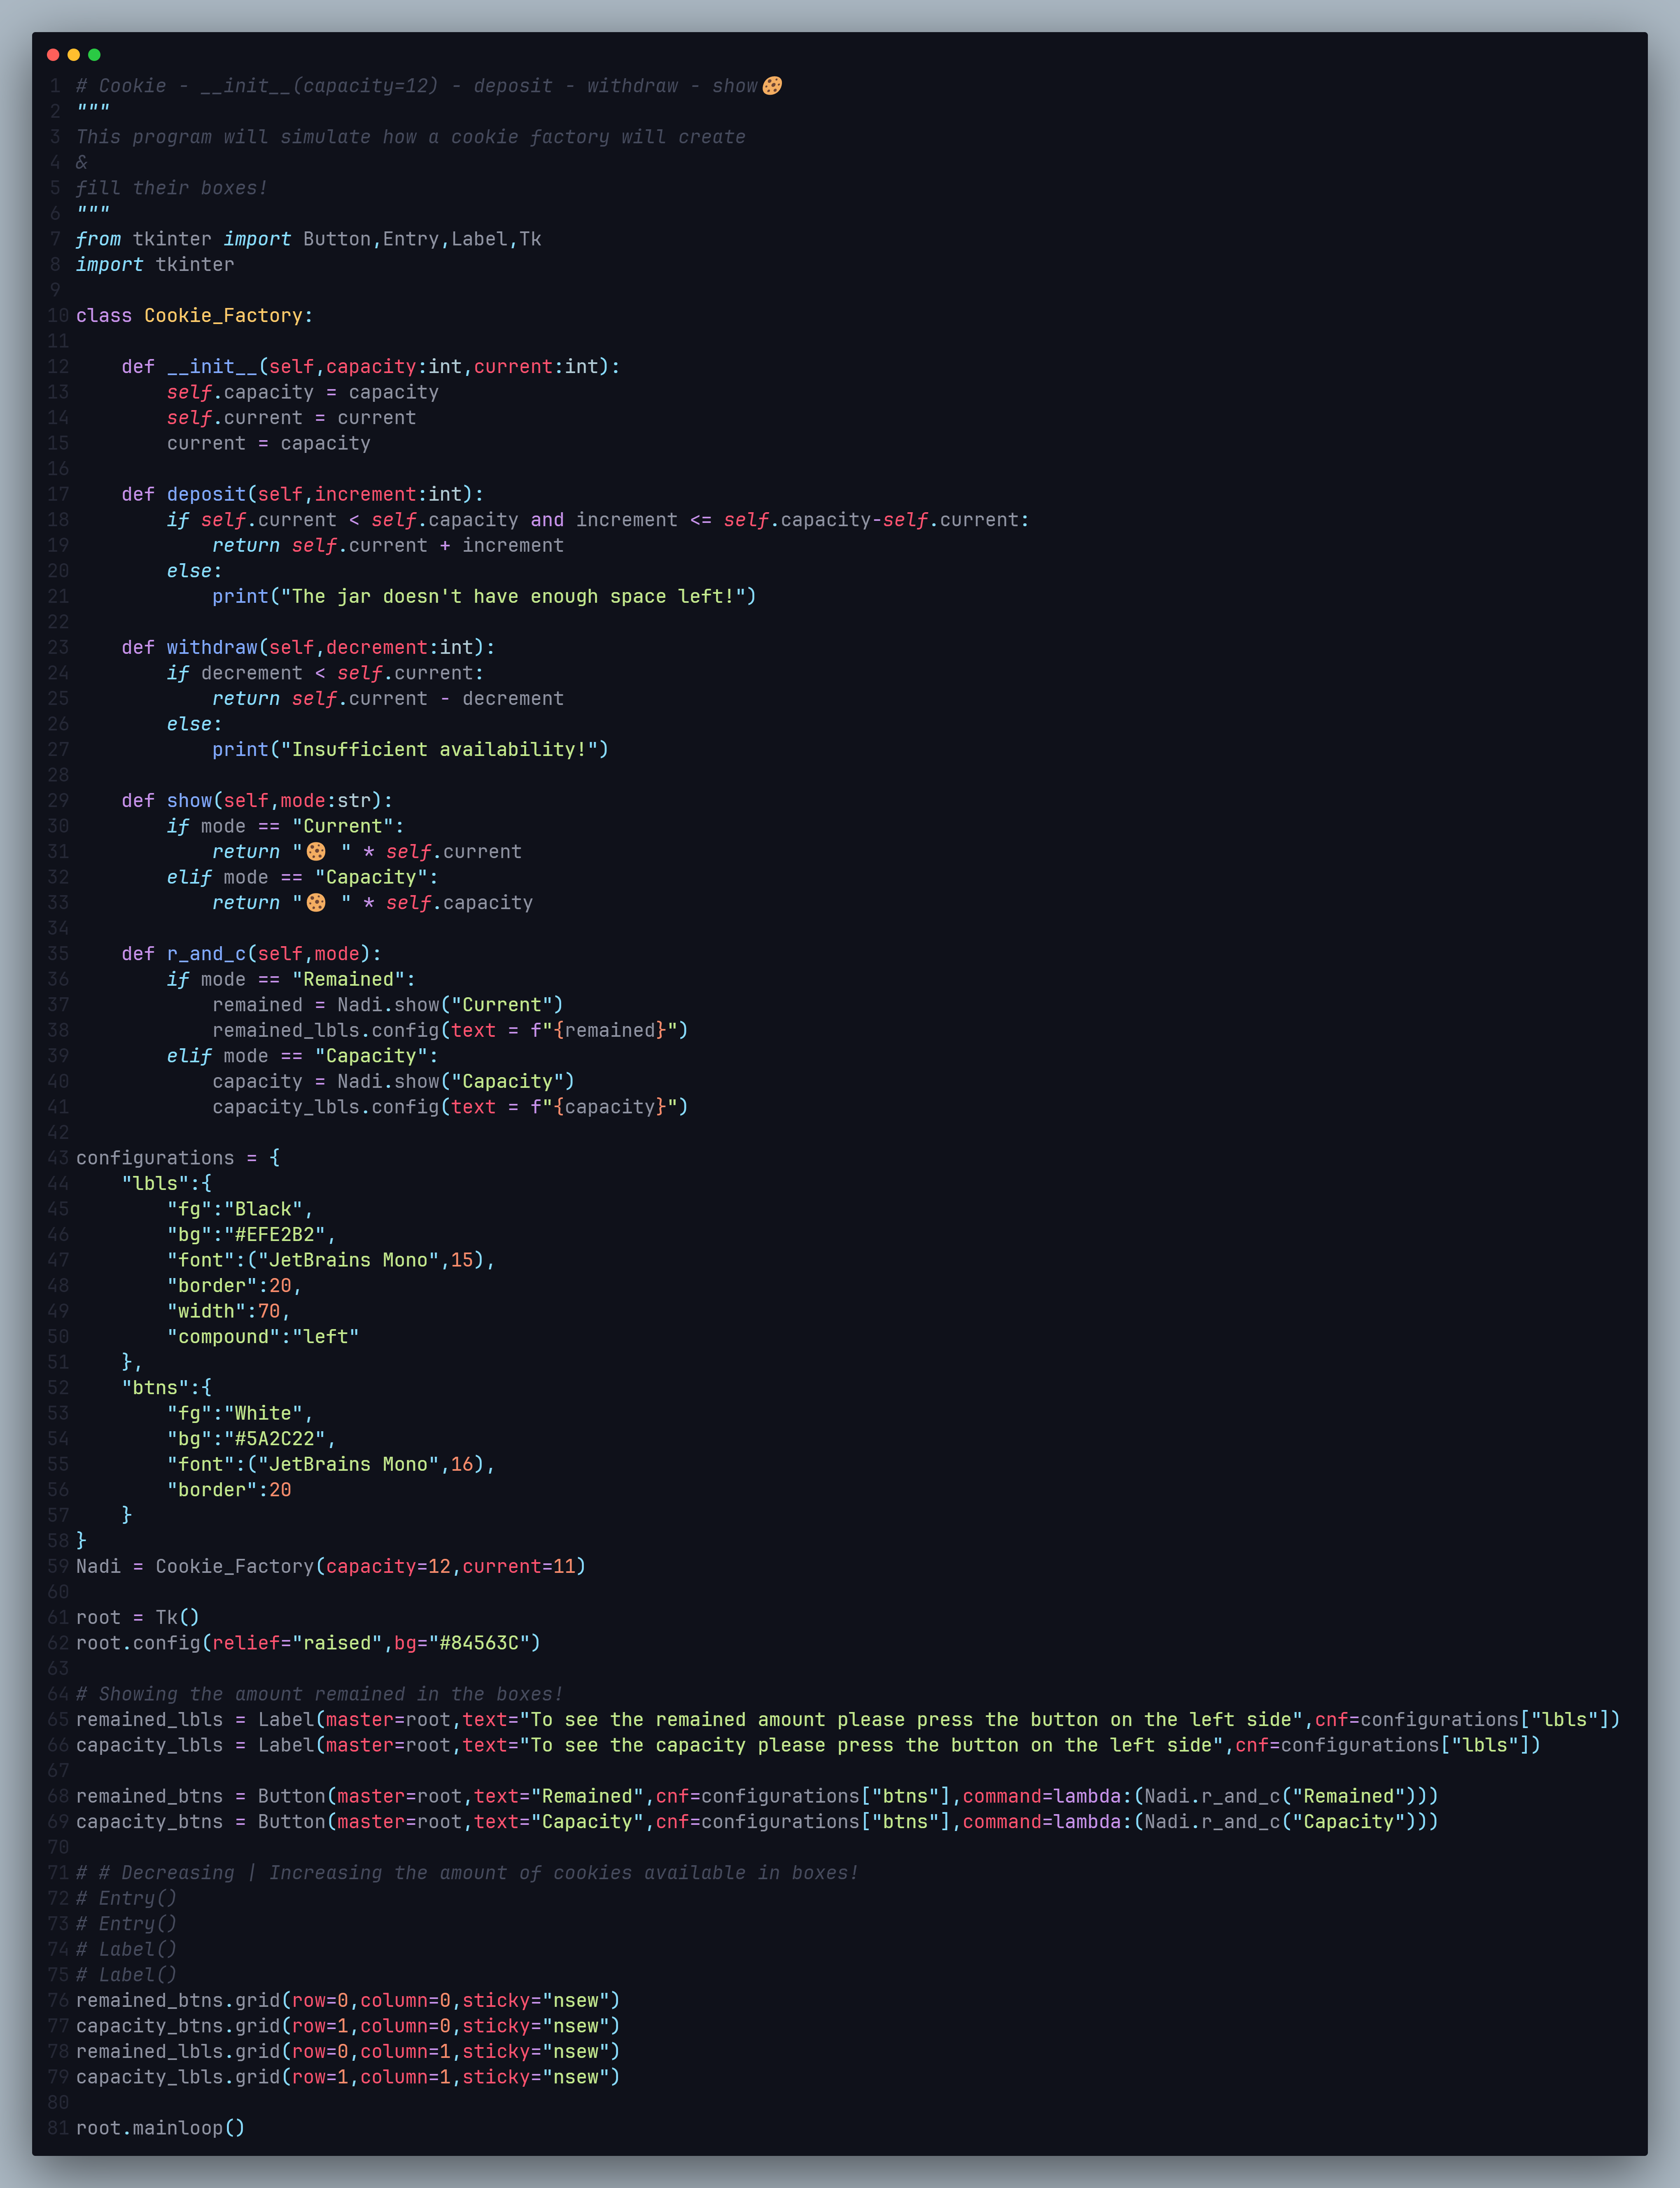 1 # Cookie - __init__(capacity=12) - deposit - withdraw - show🍪
2 """
3 This program will simulate how a cookie factory will create
4 &
5 fill their boxes!
6 """
7 from tkinter import Button,Entry,Label,Tk
8 import tkinter
9
10 class Cookie_Factory:
11
12     def __init__(self,capacity:int,current:int):
13         self.capacity = capacity
14         self.current = current
15         current = capacity
16
17     def deposit(self,increment:int):
18         if self.current < self.capacity and increment <= self.capacity-self.current:
19             return self.current + increment
20         else:
21             print("The jar doesn't have enough space left!")
22
23     def withdraw(self,decrement:int):
24         if decrement < self.current:
25             return self.current - decrement
26         else:
27             print("Insufficient availability!")
28
29     def show(self,mode:str):
30         if mode == "Current":
31             return "🍪 " * self.current
32         elif mode == "Capacity":
33             return "🍪 " * self.capacity
34
35     def r_and_c(self,mode):
36         if mode == "Remained":
37             remained = Nadi.show("Current")
38             remained_lbls.config(text = f"{remained}")
39         elif mode == "Capacity":
40             capacity = Nadi.show("Capacity")
41             capacity_lbls.config(text = f"{capacity}")
42
43 configurations = {
44     "lbls":{
45         "fg":"Black",
46         "bg":"#EFE2B2",
47         "font":("JetBrains Mono",15),
48         "border":20,
49         "width":70,
50         "compound":"left"
51     },
52     "btns":{
53         "fg":"White",
54         "bg":"#5A2C22",
55         "font":("JetBrains Mono",16),
56         "border":20
57     }
58 }
59 Nadi = Cookie_Factory(capacity=12,current=11)
60
61 root = Tk()
62 root.config(relief="raised",bg="#84563C")
63
64 # Showing the amount remained in the boxes!
65 remained_lbls = Label(master=root,text="To see the remained amount please press the button on the left side",cnf=configurations["lbls"])
66 capacity_lbls = Label(master=root,text="To see the capacity please press the button on the left side",cnf=configurations["lbls"])
67
68 remained_btns = Button(master=root,text="Remained",cnf=configurations["btns"],command=lambda:(Nadi.r_and_c("Remained")))
69 capacity_btns = Button(master=root,text="Capacity",cnf=configurations["btns"],command=lambda:(Nadi.r_and_c("Capacity")))
70
71 # # Decreasing | Increasing the amount of cookies available in boxes!
72 # Entry()
73 # Entry()
74 # Label()
75 # Label()
76 remained_btns.grid(row=0,column=0,sticky="nsew")
77 capacity_btns.grid(row=1,column=0,sticky="nsew")
78 remained_lbls.grid(row=0,column=1,sticky="nsew")
79 capacity_lbls.grid(row=1,column=1,sticky="nsew")
80
81 root.mainloop()